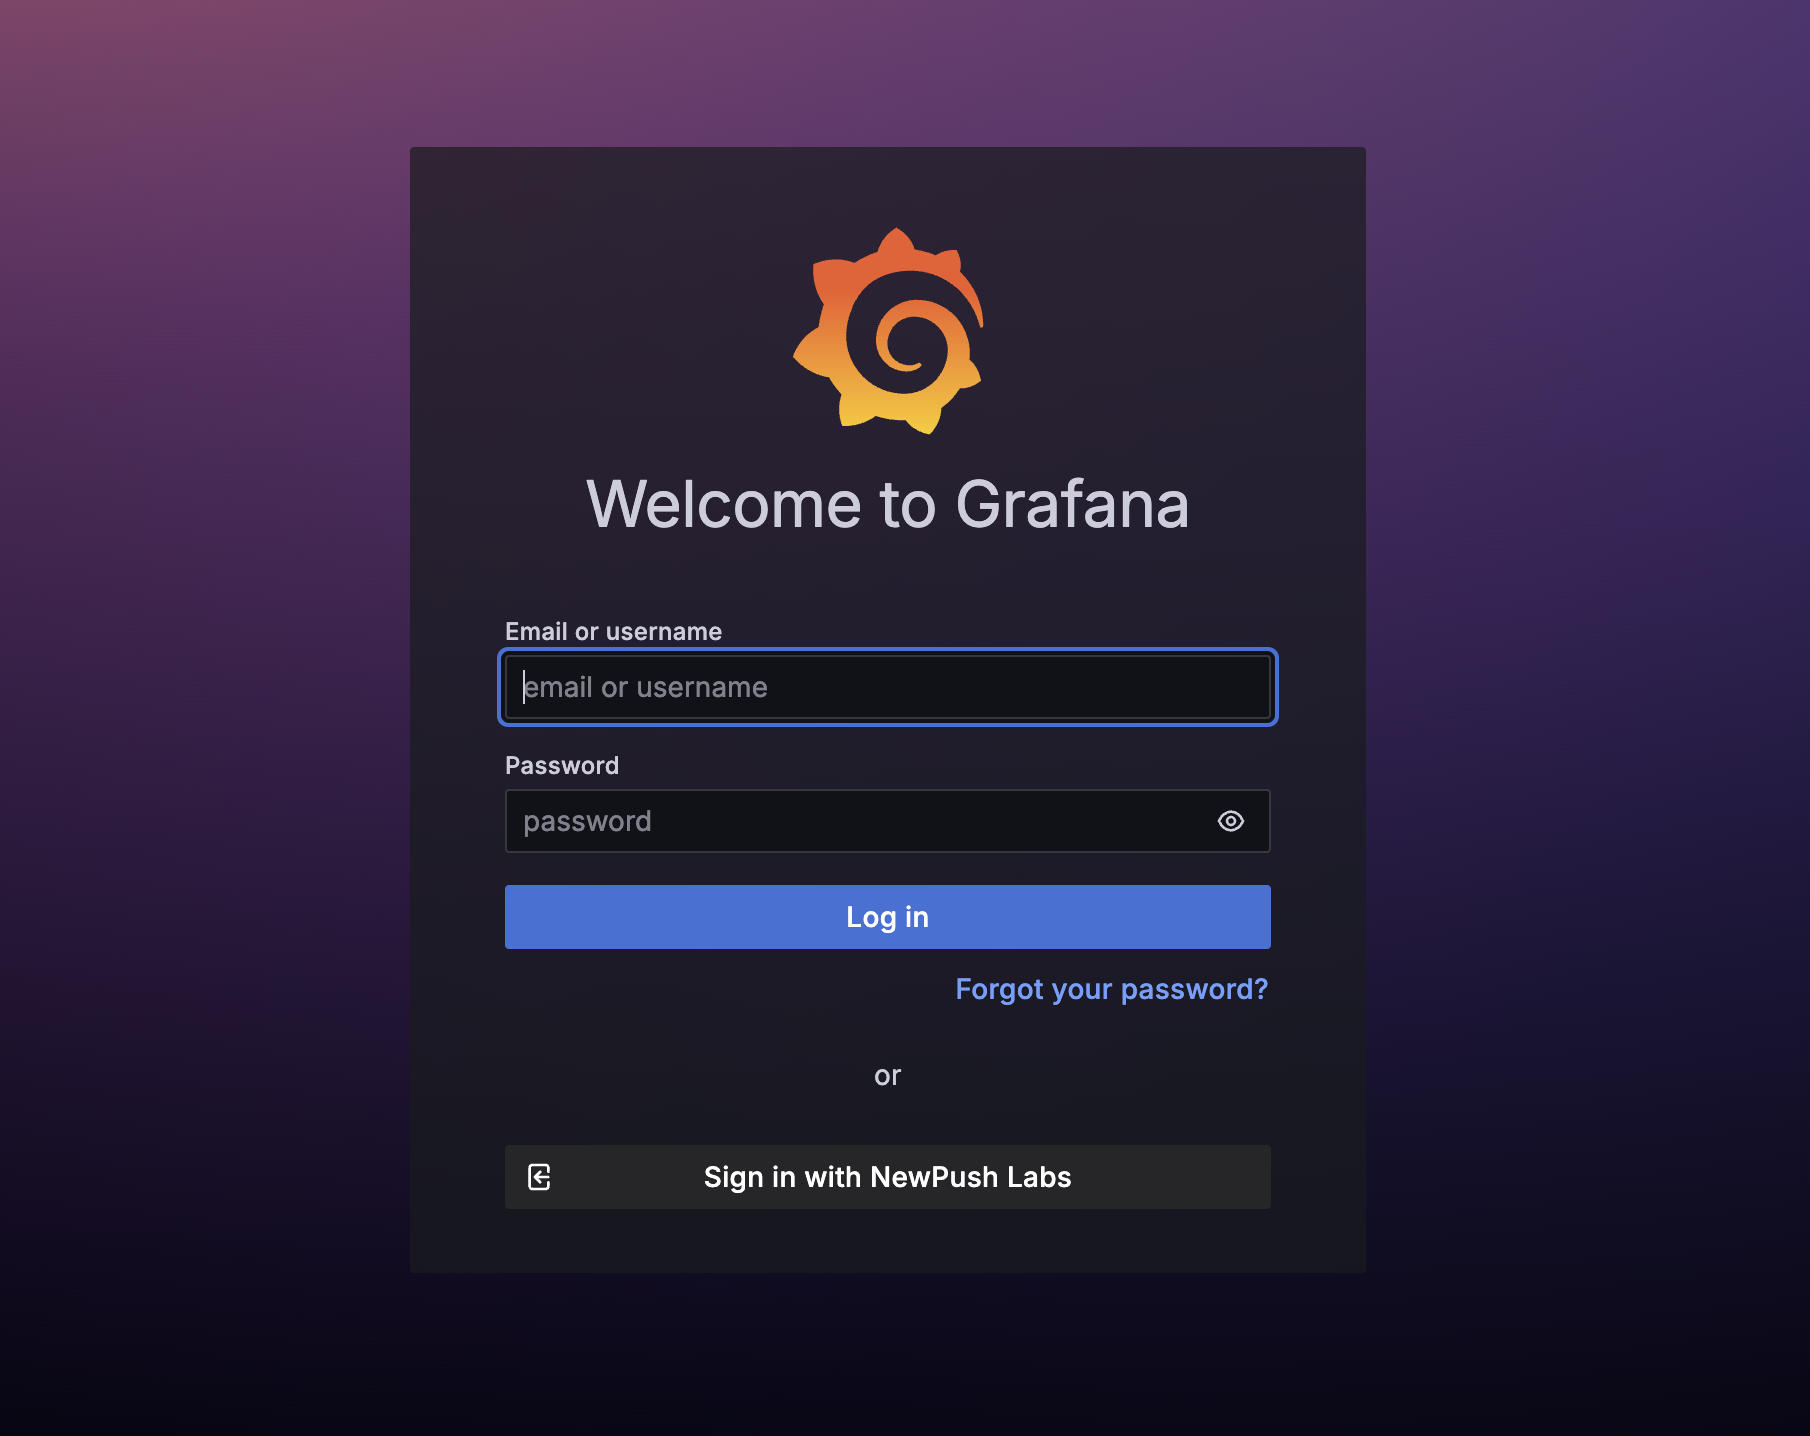 Welcome to Grafana
Email or username
email or username
Password
password
Log in
Forgot your password?
or
Sign in with NewPush Labs